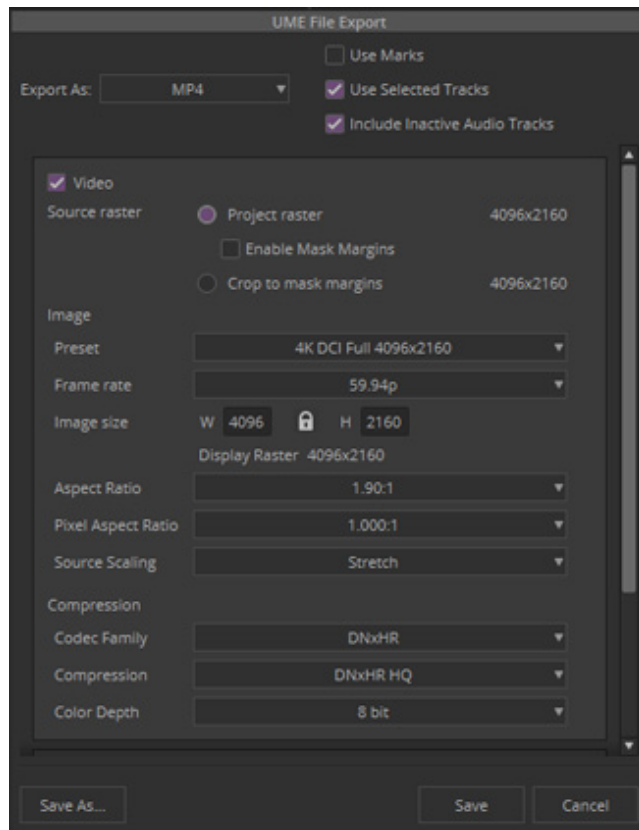 UME File Export
Use Marks
Export As: MP4
Use Selected Tracks
Include Inactive Audio Tracks
Video
Source raster Project raster 4096x2160
Enable Mask Margins
Crop to mask margins 4096x2160
Image
Preset 4K DCI Full 4096x2160
Frame rate 59.94p
Image size W 4096 H 2160
Display Raster 4096x2160
Aspect Ratio 1.90:1
Pixel Aspect Ratio 1.000:1
Source Scaling Stretch
Compression
Codec Family DNxHR
Compression DNxHR HQ
Color Depth 8 bit
Save As... Save Cancel